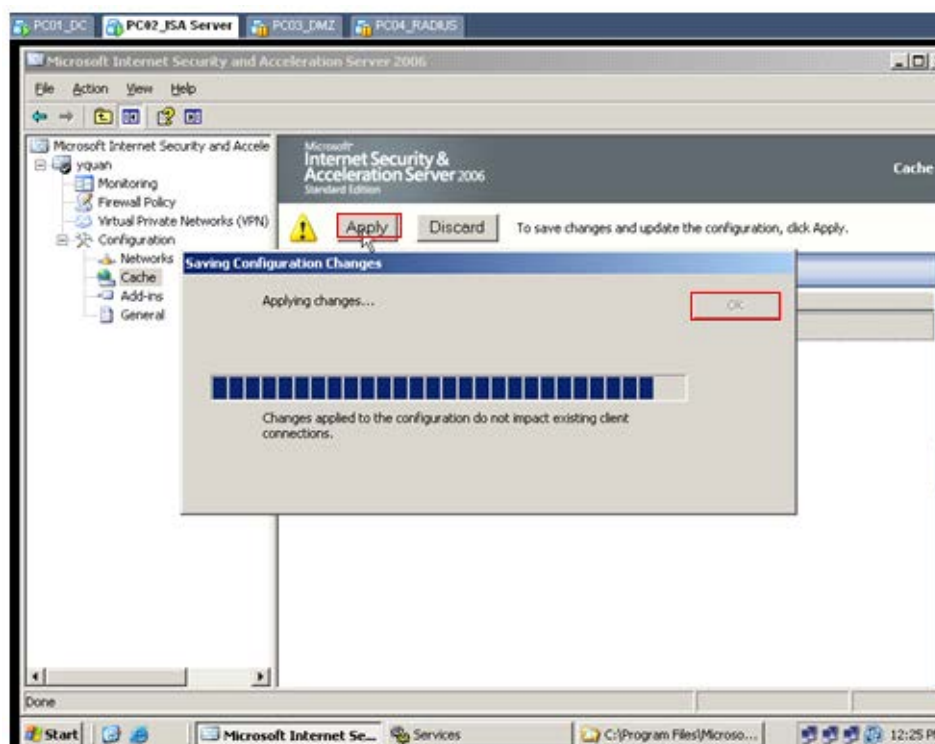 PC01_DC
PC02_ISA Server
PC03_DMZ
PC04_RADIUS
Microsoft Internet Security and Acceleration Server 2006
File Action View Help
Microsoft Internet Security and Accele
yquan
Monitoring
Firewall Policy
Virtual Private Networks (VPN)
Configuration
Networks
Cache
Add-ins
General
Microsoft
Internet Security &
Acceleration Server 2006
Standard Edition
Cache
Apply
Discard
To save changes and update the configuration, click Apply.
Saving Configuration Changes
Applying changes...
OK
Changes applied to the configuration do not impact existing client
connections.
Done
Start
Microsoft Internet Se...
Services
C:\Program Files\Microso...
12:25 P